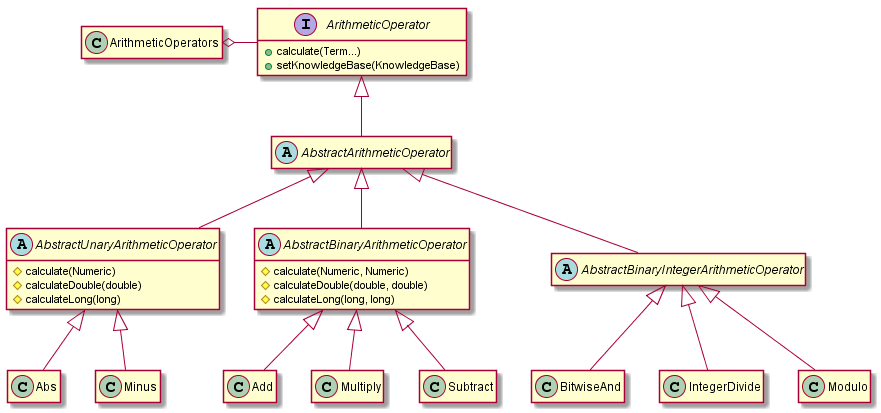 I ArithmeticOperator
calculate(Term...)
setKnowledgeBase(KnowledgeBase)
C ArithmeticOperators
A AbstractArithmeticOperator
A AbstractUnaryArithmeticOperator
calculate(Numeric)
calculateDouble(double)
calculateLong(long)
A AbstractBinaryArithmeticOperator
calculate(Numeric, Numeric)
calculateDouble(double, double)
calculateLong(long, long)
A AbstractBinaryIntegerArithmeticOperator
C Abs
C Minus
C Add
C Multiply
C Subtract
C BitwiseAnd
C IntegerDivide
C Modulo